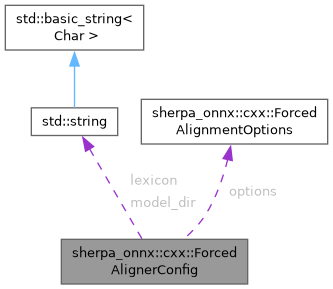 std::basic_string<
Char >
std::string
sherpa_onnx::cxx::Forced
AlignmentOptions
lexicon
model_dir
options
sherpa_onnx::cxx::Forced
AlignerConfig